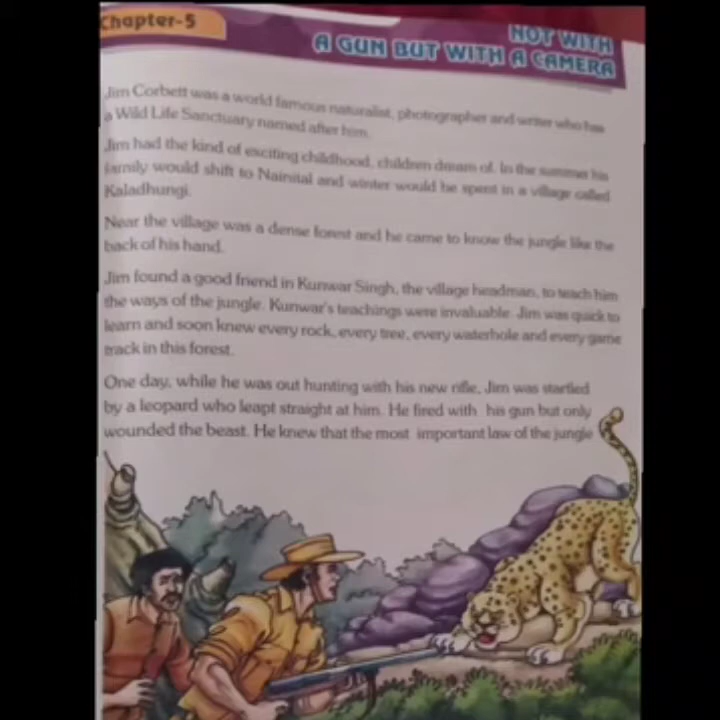 Chapter-5
NOT WITH
A GUN BUT WITH A CAMERA
Jim Corbett was a world famous naturalist, photographer and writer who has
a Wild Life Sanctuary named after him.
Jim had the kind of exciting childhood, children dream of. In the summer his
family would shift to Nainital and winter would be spent in a village called
Kaladhungi.
Near the village was a dense forest and he came to know the jungle like the
back of his hand.
Jim found a good friend in Kunwar Singh, the village headman, to teach him
the ways of the jungle. Kunwar's teachings were invaluable. Jim was quick to
learn and soon knew every rock, every tree, every waterhole and every game
track in this forest.
One day, while he was out hunting with his new rifle, Jim was startled
by a leopard who leapt straight at him. He fired with his gun but only
wounded the beast. He knew that the most important law of the jungle